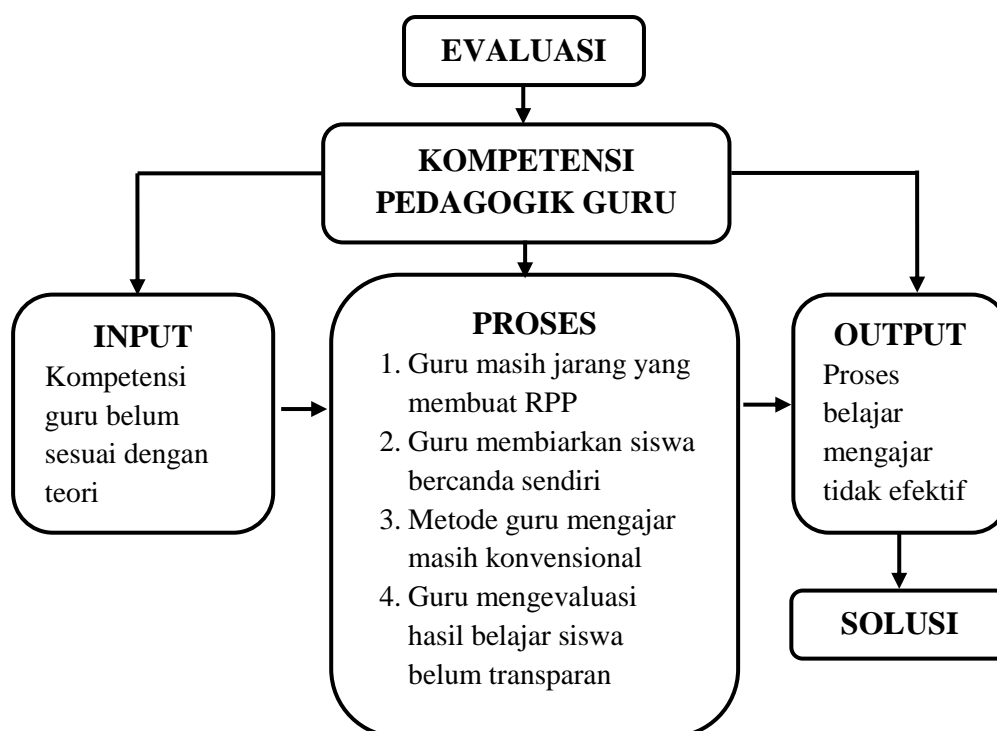 EVALUASI
KOMPETENSI
PEDAGOGIK GURU
INPUT
Kompetensi
guru belum
sesuai dengan
teori
PROSES
1. Guru masih jarang yang
membuat RPP
2. Guru membiarkan siswa
bercanda sendiri
3. Metode guru mengajar
masih konvensional
4. Guru mengevaluasi
hasil belajar siswa
belum transparan
OUTPUT
Proses
belajar
mengajar
tidak efektif
SOLUSI